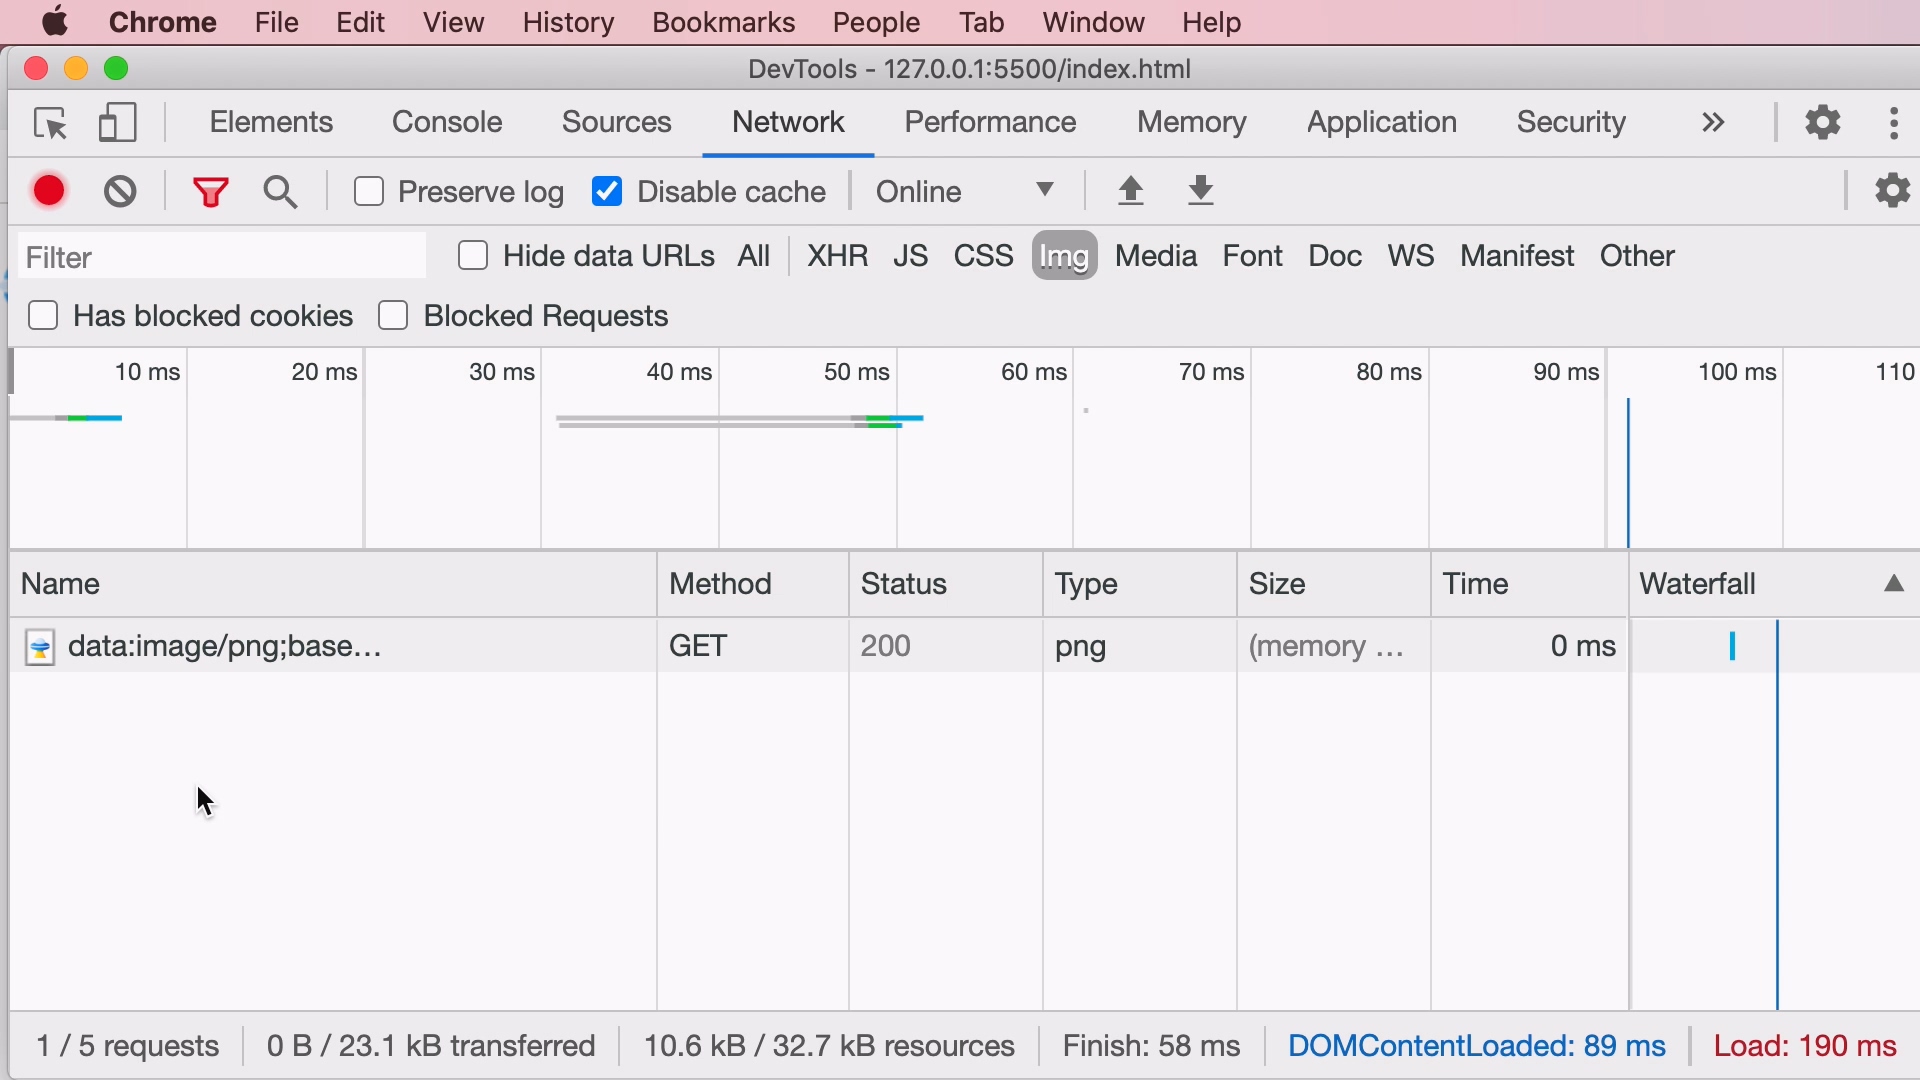 Chrome File Edit View History Bookmarks People Tab Window Help
DevTools - 127.0.0.1:5500/index.html
Elements Console Sources Network Performance Memory Application Security »
Preserve log Disable cache Online
Filter Hide data URLs All XHR JS CSS Img Media Font Doc WS Manifest Other
Has blocked cookies Blocked Requests
10 ms 20 ms 30 ms 40 ms 50 ms 60 ms 70 ms 80 ms 90 ms 100 ms 110
Name Method Status Type Size Time Waterfall
data:image/png;base... GET 200 png (memory ... 0 ms
1 / 5 requests 0 B / 23.1 kB transferred 10.6 kB / 32.7 kB resources Finish: 58 ms DOMContentLoaded: 89 ms Load: 190 ms